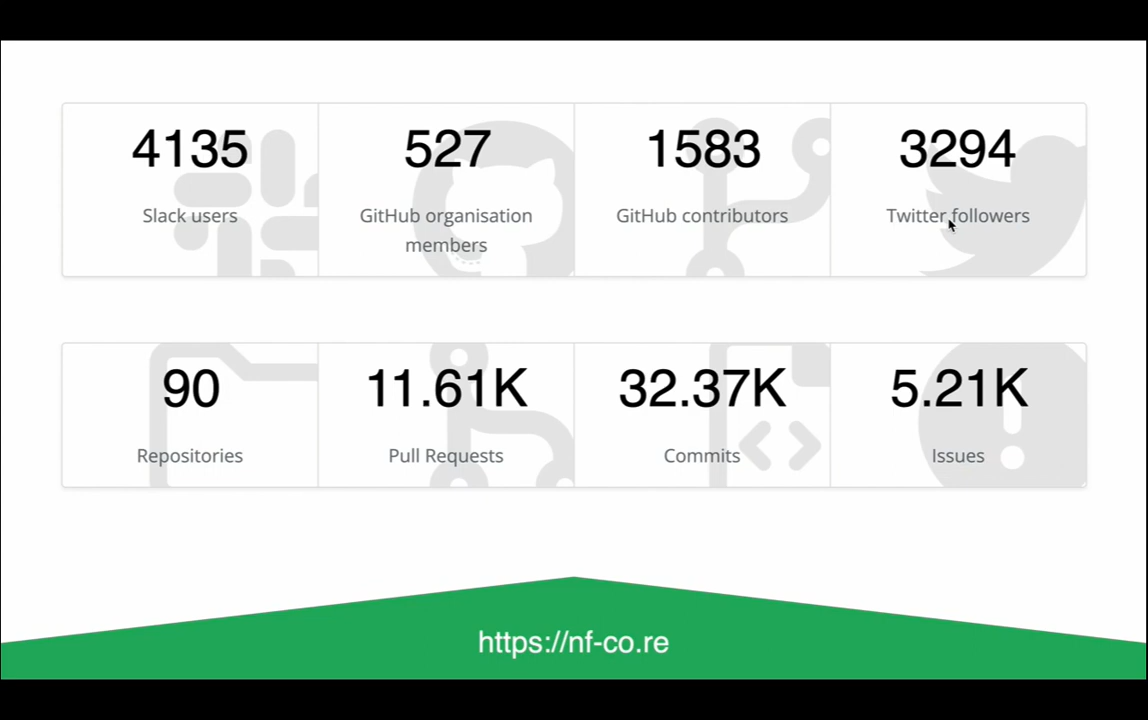 4135
527
1583
3294
Slack users
GitHub organisation
members
GitHub contributors
Twitter followers
90
11.61K
32.37K
5.21K
Repositories
Pull Requests
Commits
Issues
https://nf-co.re